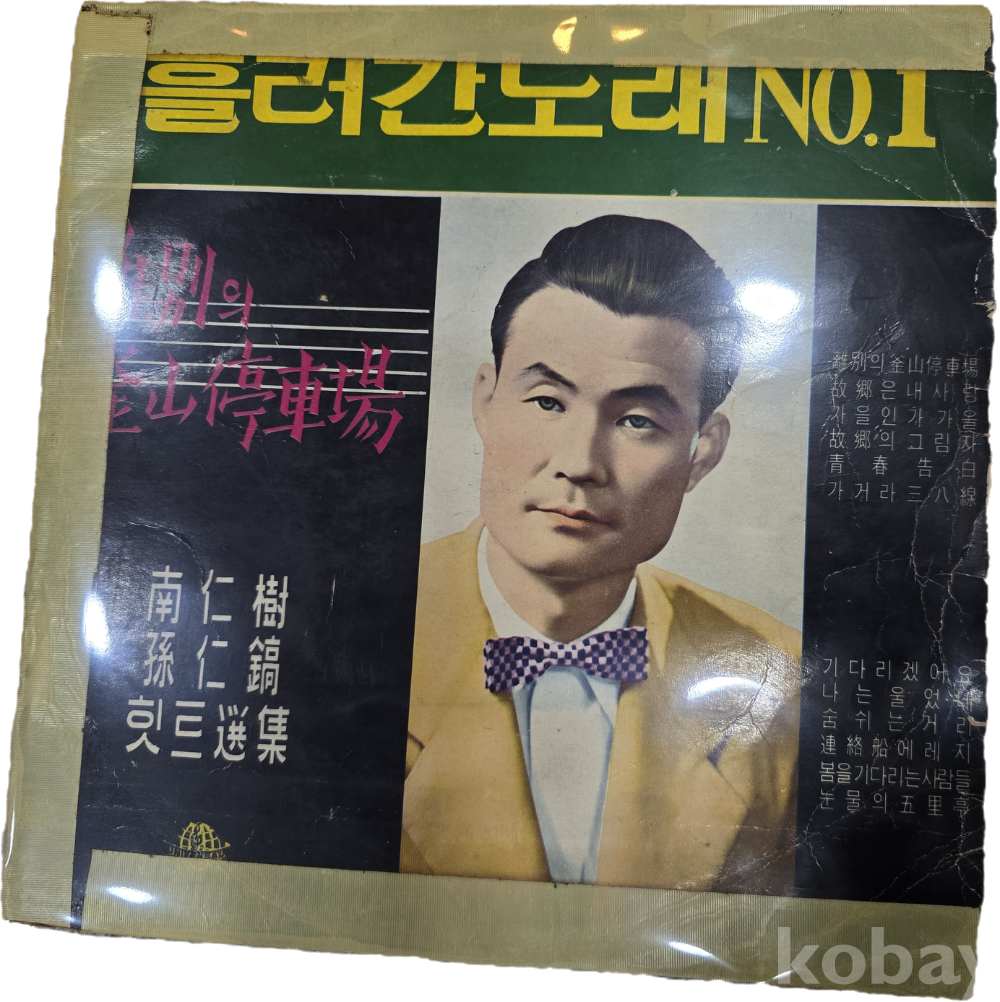 흘러간노래 NO.1
別의
釜山停車場
南仁樹
孫仁鎬
힛트選集
離別의釜山停車場
故鄕은내사랑
가을인가가을
故鄕의그림자
靑春告白
가거라三八線
기다리겠어요
나는울었네
숨쉬는거리
連絡船에레지
봄을기다리는사람들
눈물의五里亭
kobay